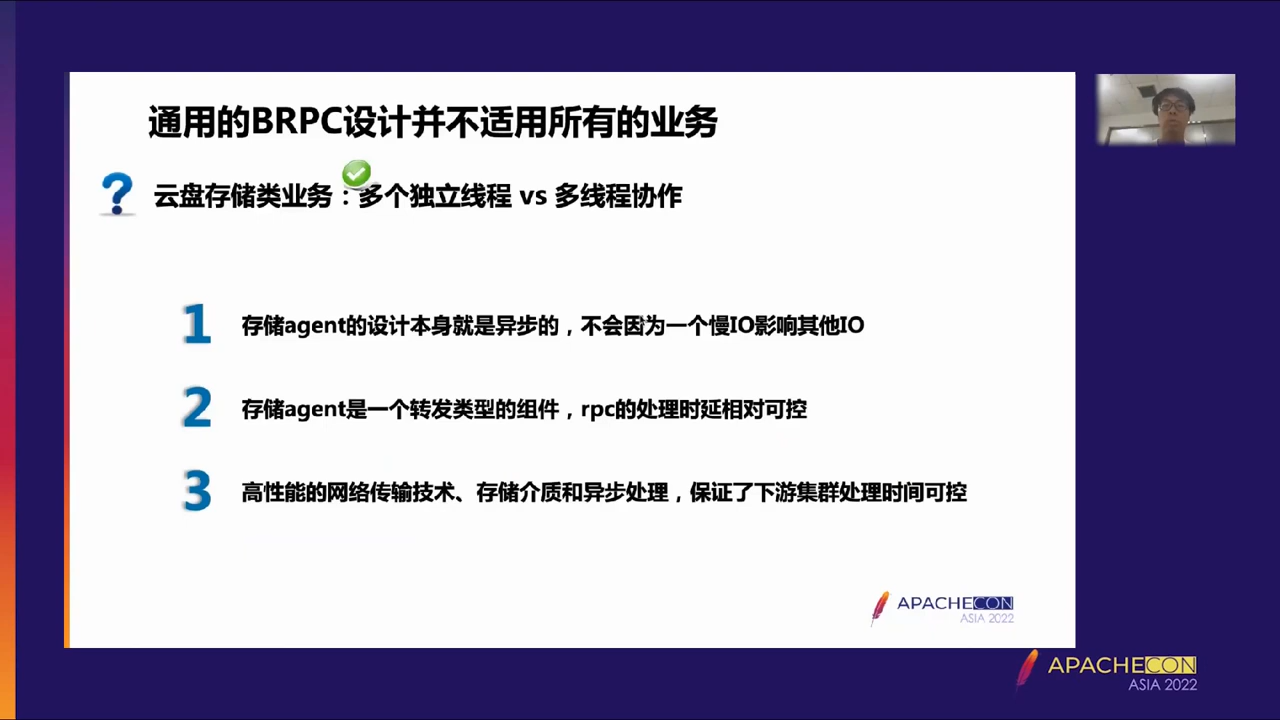 通用的BRPC设计并不适用所有的业务
云盘存储类业务：多个独立线程 vs 多线程协作
1 存储agent的设计本身就是异步的，不会因为一个慢IO影响其他IO
2 存储agent是一个转发类型的组件，rpc的处理时延相对可控
3 高性能的网络传输技术、存储介质和异步处理，保证了下游集群处理时间可控
APACHECON
ASIA 2022
APACHECON
ASIA 2022